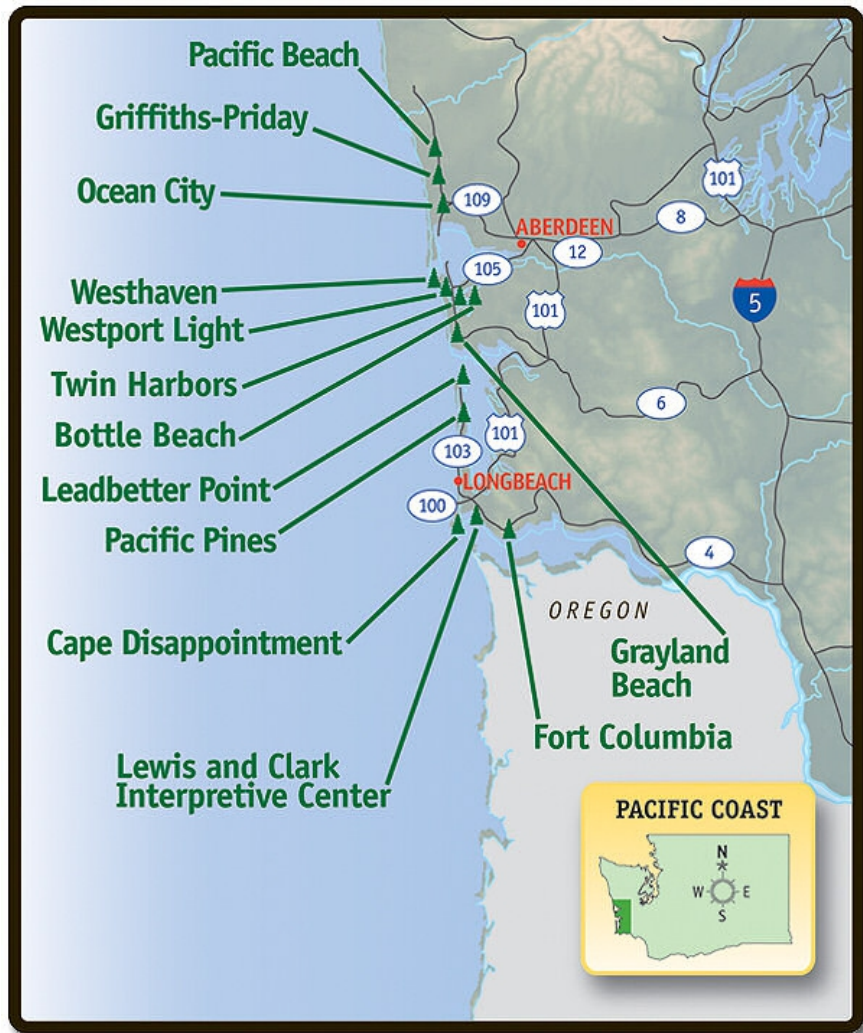 Pacific Beach
Griffiths-Priday
Ocean City
109
101
8
ABERDEEN
12
105
Westhaven
Westport Light
Twin Harbors
Bottle Beach
Leadbetter Point
Pacific Pines
101
5
6
101
103
LONGBEACH
100
4
OREGON
Cape Disappointment
Grayland
Beach
Fort Columbia
Lewis and Clark
Interpretive Center
PACIFIC COAST
N
W E
S